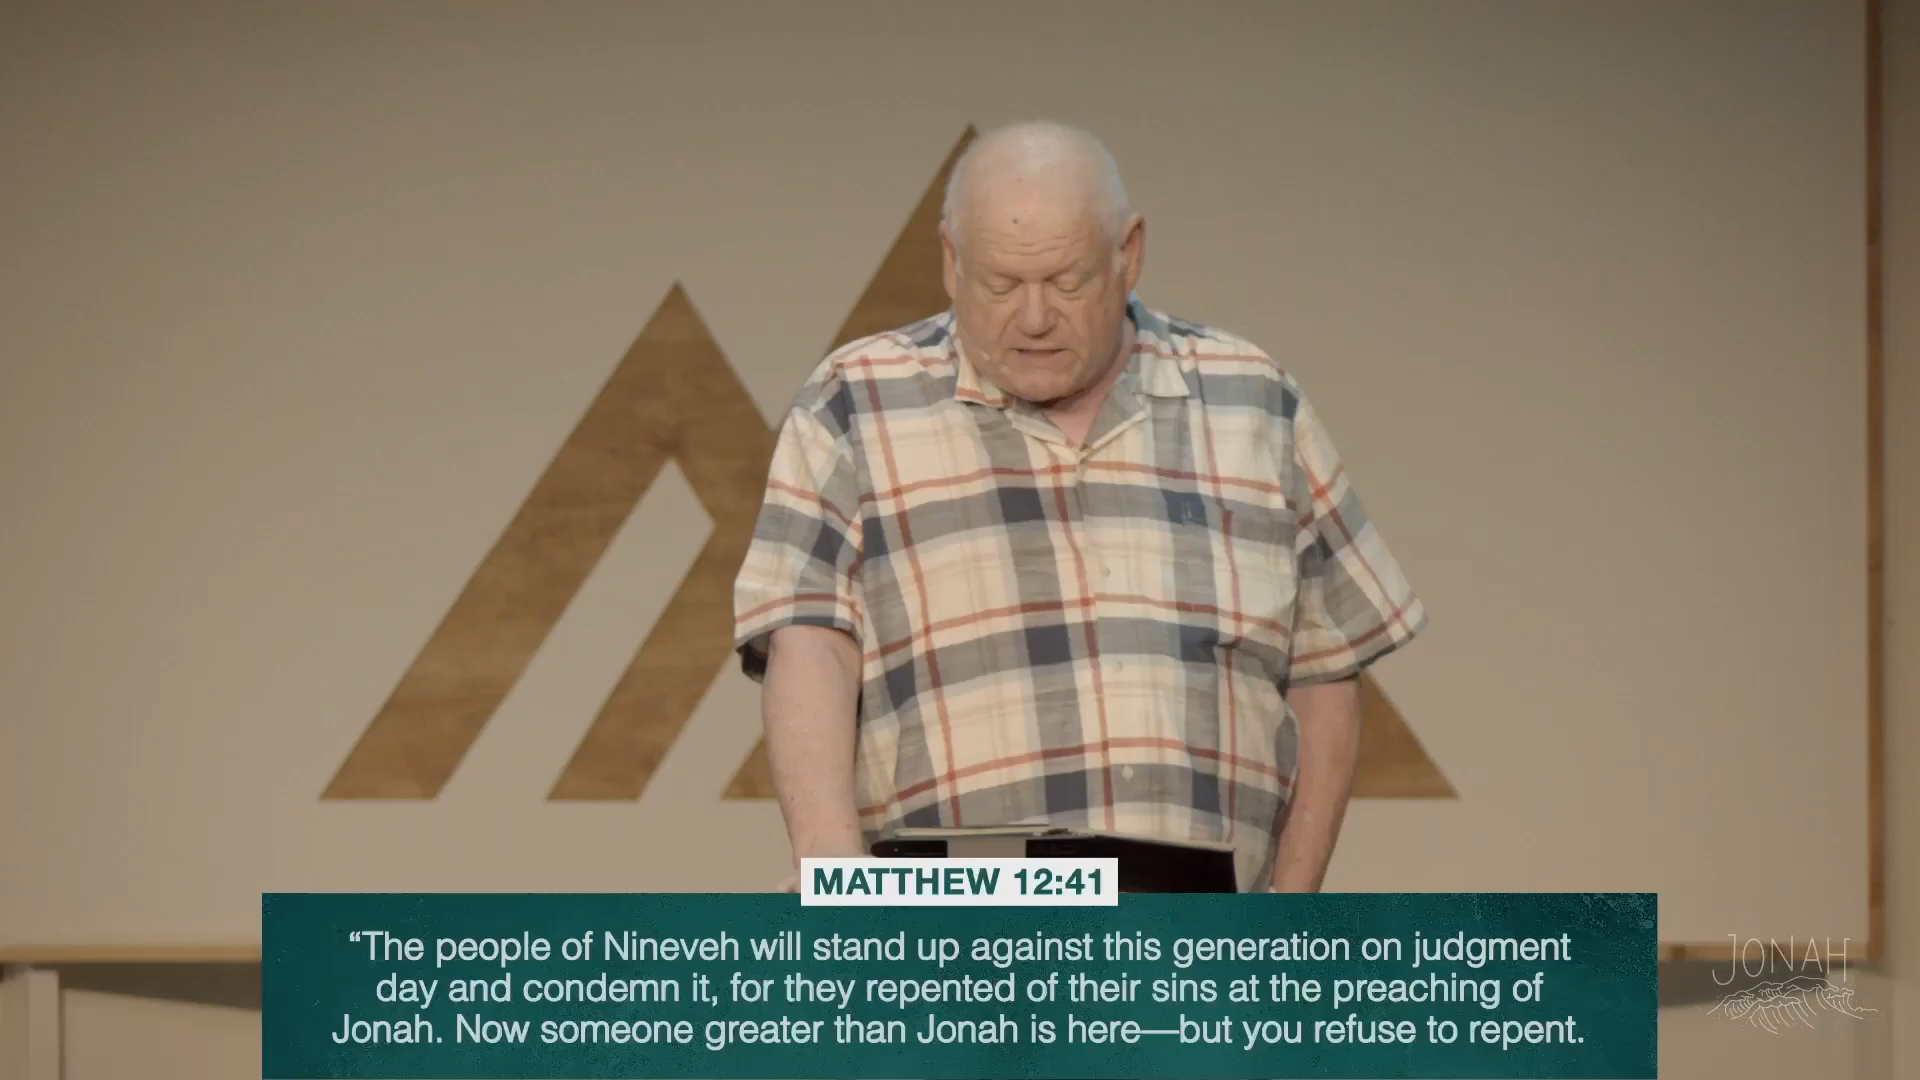 MATTHEW 12:41
“The people of Nineveh will stand up against this generation on judgment
day and condemn it, for they repented of their sins at the preaching of
Jonah. Now someone greater than Jonah is here—but you refuse to repent.
JONAH